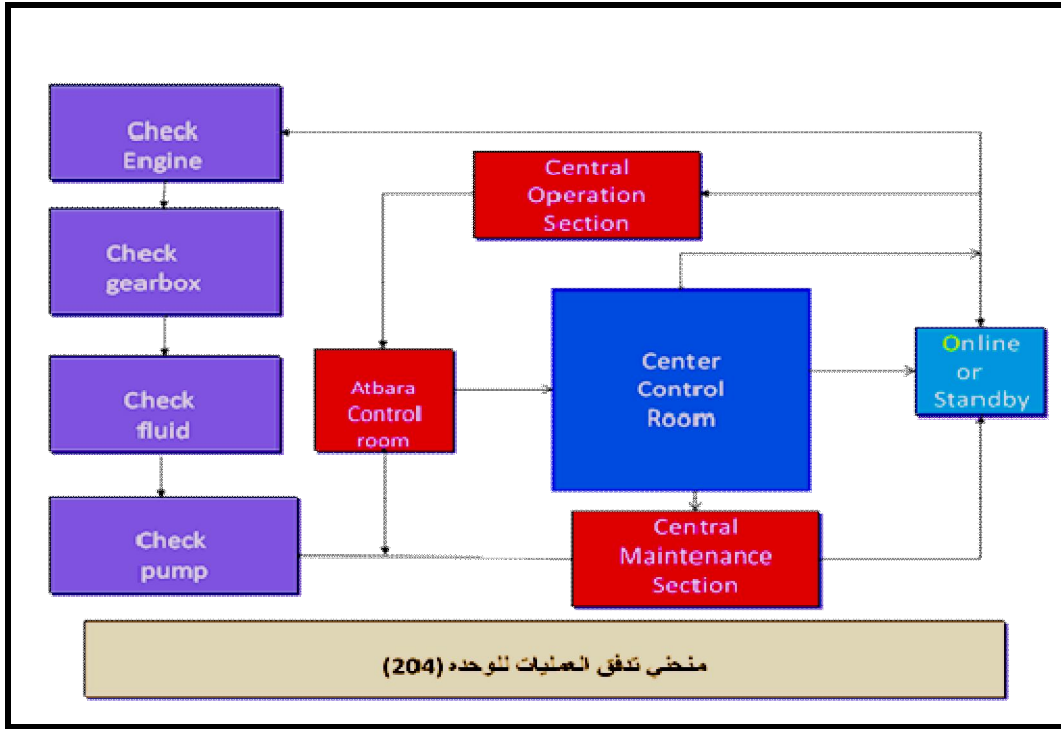 Check
Engine
Central
Operation
Section
Check
gearbox
Center
Control
Room
Online
or
Standby
Atbara
Control
room
Check
fluid
Central
Maintenance
Section
Check
pump
منحني تدفق العمليات للوحده (204)